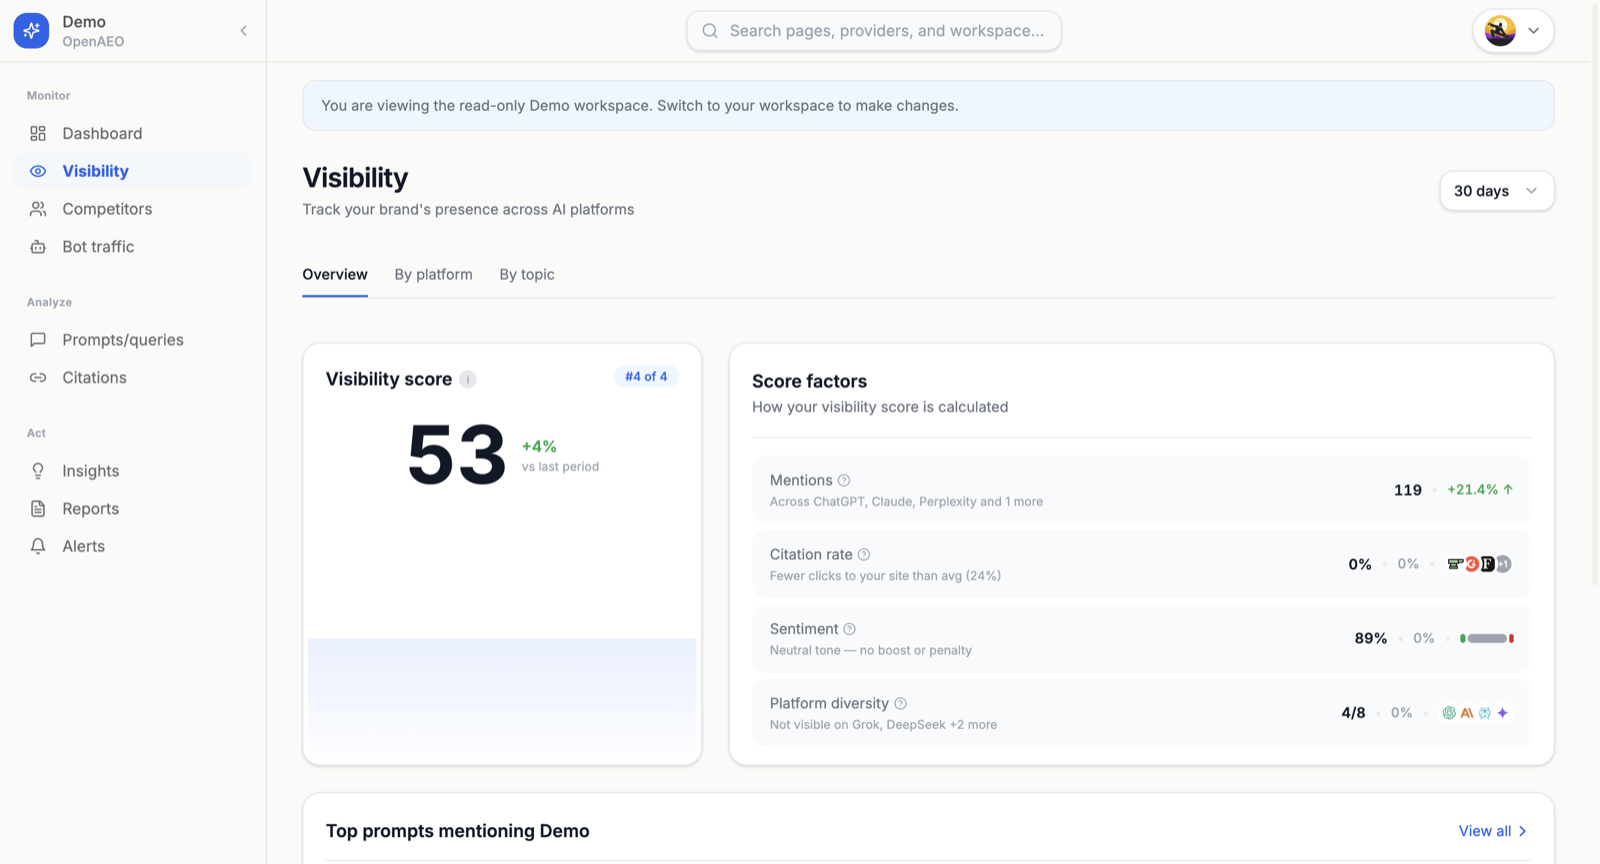 Demo
OpenAEO
Search pages, providers, and workspace...
You are viewing the read-only Demo workspace. Switch to your workspace to make changes.
Monitor
Dashboard
Visibility
Competitors
Bot traffic
Analyze
Prompts/queries
Citations
Act
Insights
Reports
Alerts
Visibility
Track your brand's presence across AI platforms
30 days
Overview
By platform
By topic
Visibility score
#4 of 4
53
+4%
vs last period
Score factors
How your visibility score is calculated
Mentions
Across ChatGPT, Claude, Perplexity and 1 more
119
+21.4% ↑
Citation rate
Fewer clicks to your site than avg (24%)
0%
0%
F
+1
Sentiment
Neutral tone — no boost or penalty
89%
0%
Platform diversity
Not visible on Grok, DeepSeek +2 more
4/8
0%
Top prompts mentioning Demo
View all